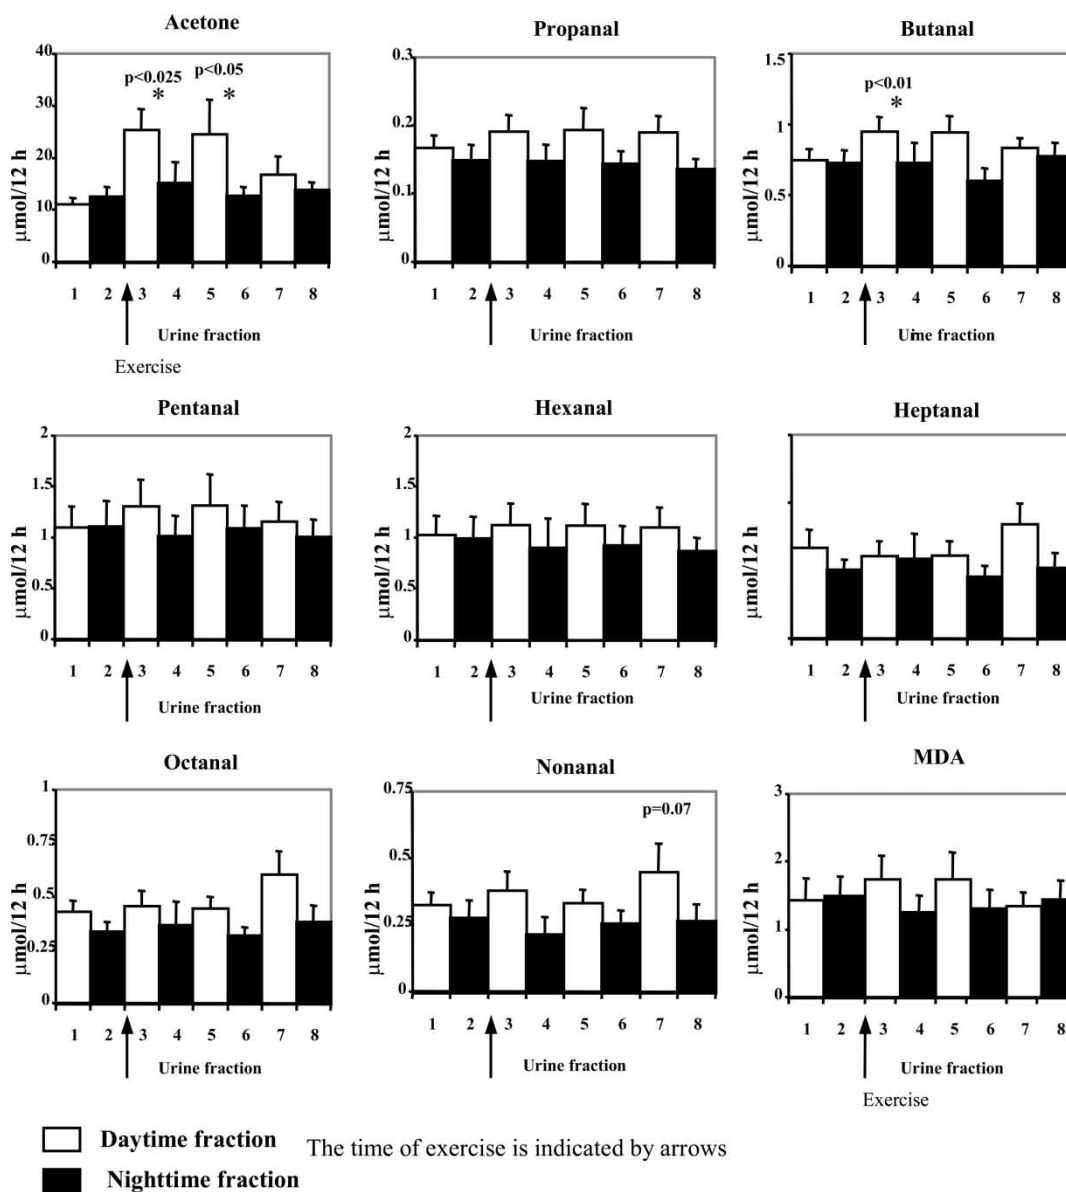 Acetone
40
30
20
10
0
µmol/12 h
p<0.025
*
p<0.05
*
1 2 3 4 5 6 7 8
Urine fraction
Exercise
Propanal
0.3
0.2
0.1
0
µmol/12 h
1 2 3 4 5 6 7 8
Urine fraction
Butanal
1.5
1
0.5
0
µmol/12 h
p<0.01
*
1 2 3 4 5 6 7 8
Urime fraction
Pentanal
2
1.5
1
0.5
0
µmol/12 h
1 2 3 4 5 6 7 8
Urine fraction
Hexanal
2
1.5
1
0.5
0
µmol/12 h
1 2 3 4 5 6 7 8
Urine fraction
Heptanal
µmol/12 h
1 2 3 4 5 6 7 8
Urine fraction
Octanal
1
0.75
0.5
0.25
0
µmol/12 h
1 2 3 4 5 6 7 8
Urine fraction
Nonanal
0.75
0.5
0.25
0
µmol/12 h
p=0.07
1 2 3 4 5 6 7 8
Urine fraction
MDA
3
2
1
0
µmol/12 h
1 2 3 4 5 6 7 8
Urine fraction
Exercise
Daytime fraction
The time of exercise is indicated by arrows
Nighttime fraction